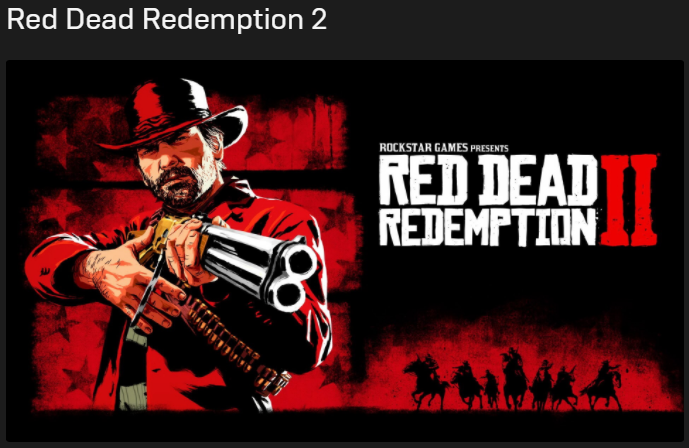 Red Dead Redemption 2
ROCKSTAR GAMES PRESENTS
RED DEAD
REDEMPTION II